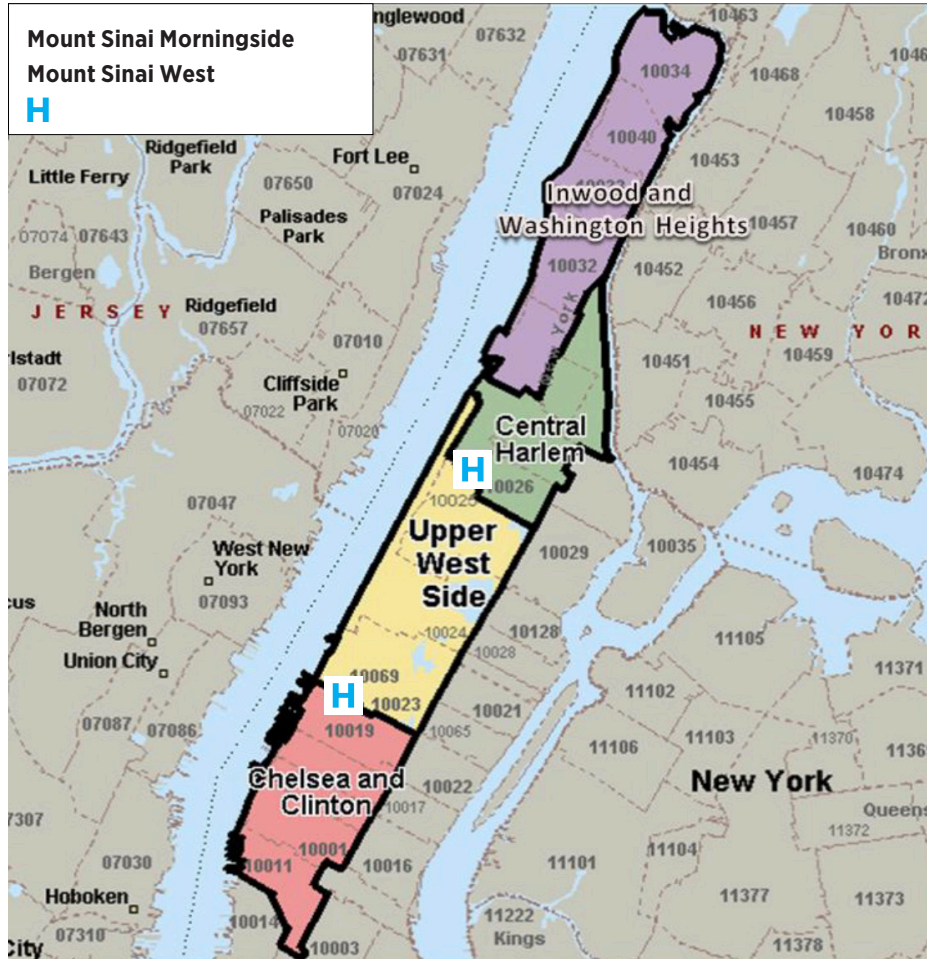 Mount Sinai Morningside
Mount Sinai West
H
nglewood
07632
07631
10463
10034
10468
10458
10040
10453
Ridgefield
Park
Fort Lee
Little Ferry
07650
07024
Palisades
Park
Inwood and
Washington Heights
07074 07643
10457
10460
Bronx
Bergen
10032
10452
10472
JERSEY
Ridgefield
07657
10456
NEW YOR
10459
07010
10451
rlstadt
07072
Cliffside
Park
07022
07020
10455
Central
Harlem
10454
H
10026
10025
10474
07047
Upper
West
Side
10029
10035
West New
York
07093
cus
North
Bergen
Union City
10024
10128
10028
11105
11371
10069
H
10023
11102
10021
07087
07086
10019
10065
11106
11103
11370
Chelsea and
Clinton
10022
10017
New York
7307
Queens
11372
07030
10001
10011
10016
11101
11104
11377
11373
Hoboken
10014
11222
Kings
07310
City
10003
11378